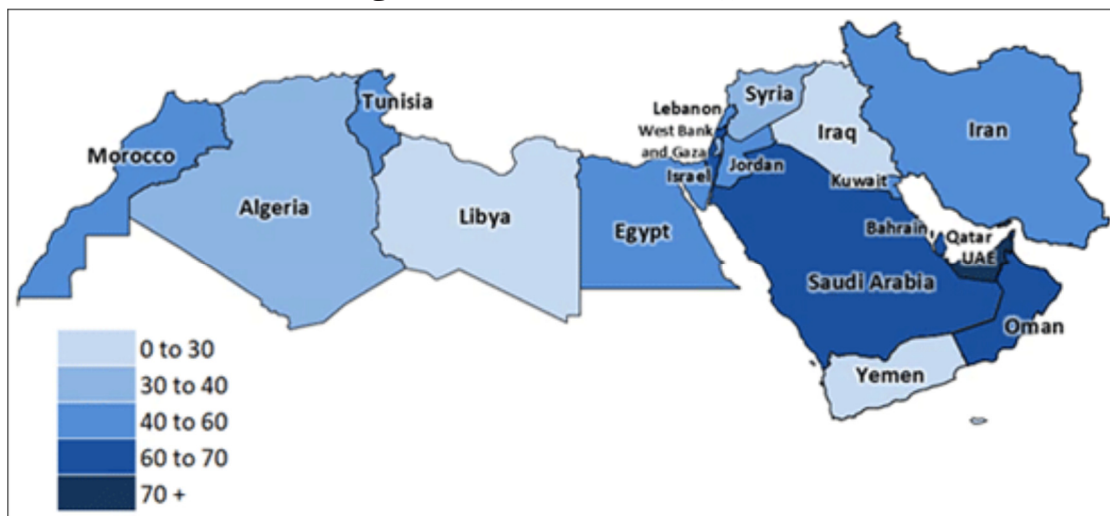 Tunisia
Morocco
Algeria
Libya
Egypt
Lebanon
West Bank
and Gaza
Israel
Syria
Jordan
Iraq
Iran
Kuwait
Bahrain
Qatar
UAE
Saudi Arabia
Oman
Yemen
0 to 30
30 to 40
40 to 60
60 to 70
70 +